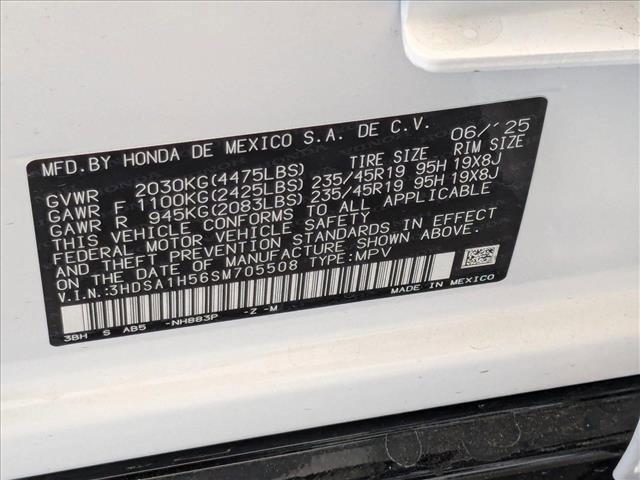 MFD.BY HONDA DE MEXICO S.A. DE C.V. 06/'25
GVWR 2030KG(4475LBS) TIRE SIZE RIM SIZE
GAWR F 1100KG(2425LBS) 235/45R19 95H 19X8J
GAWR R 945KG(2083LBS) 235/45R19 95H 19X8J
THIS VEHICLE CONFORMS TO ALL APPLICABLE
FEDERAL MOTOR VEHICLE SAFETY AND THEFT
PREVENTION STANDARDS IN EFFECT ON THE DATE
OF MANUFACTURE SHOWN ABOVE.
V.I.N.:3HDSA1H56SM705508 TYPE:MPV
3BH S AB5 -NH883P -Z -M MADE IN MEXICO